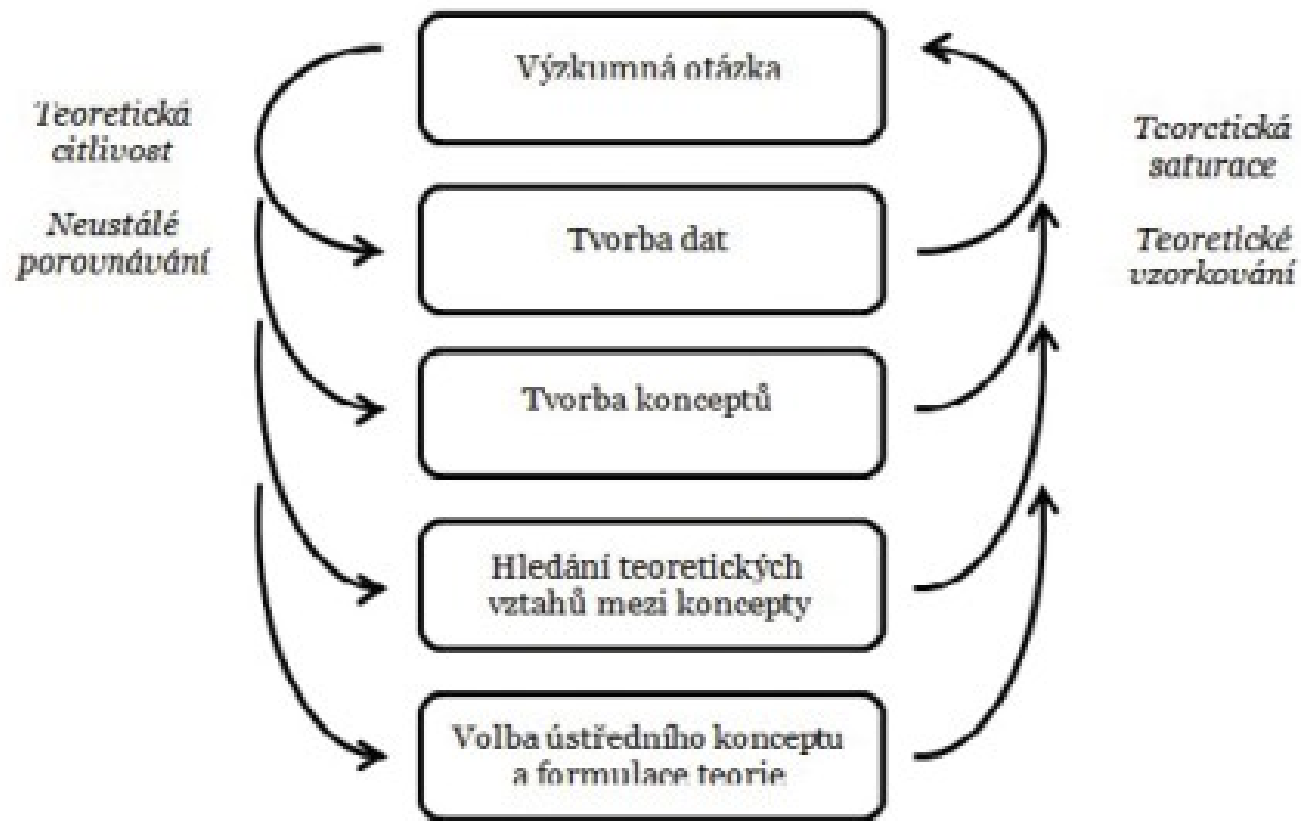 Výzkumná otázka
Teoretická
citlivost
Neustálé
porovnávání
Teoretická
saturace
Teoretické
vzorkování
Tvorba dat
Tvorba konceptů
Hledání teoretických
vztahů mezi koncepty
Volba ústředního konceptu
a formulace teorie